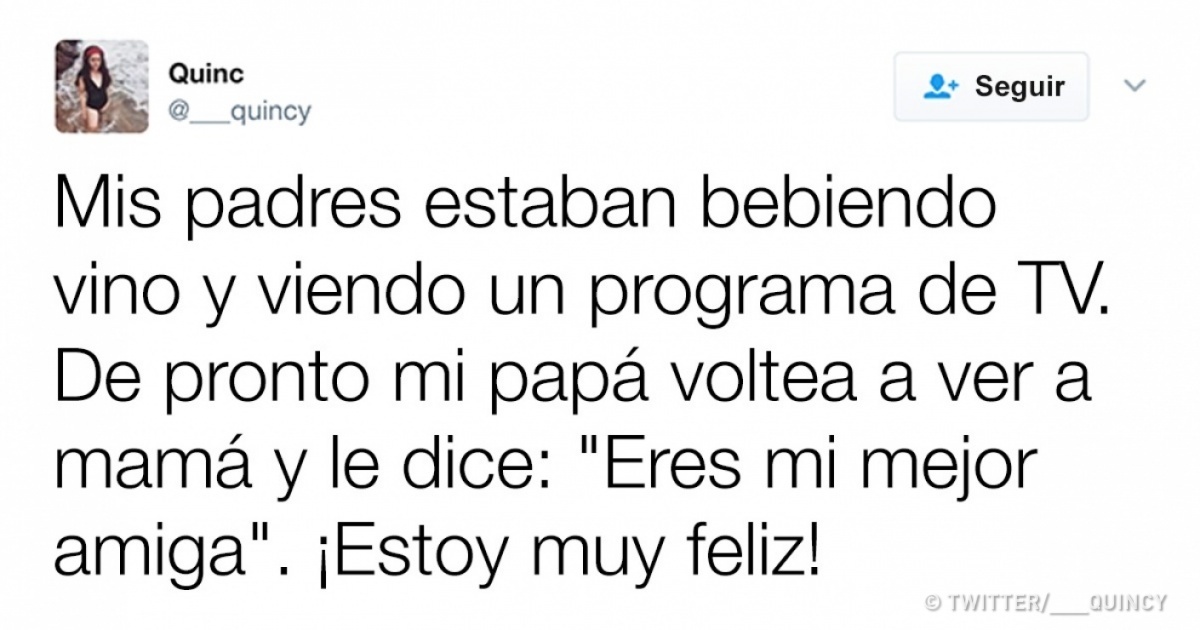 Quinc
@___quincy
Seguir
Mis padres estaban bebiendo
vino y viendo un programa de TV.
De pronto mi papá voltea a ver a
mamá y le dice: "Eres mi mejor
amiga". ¡Estoy muy feliz!
© TWITTER/___QUINCY